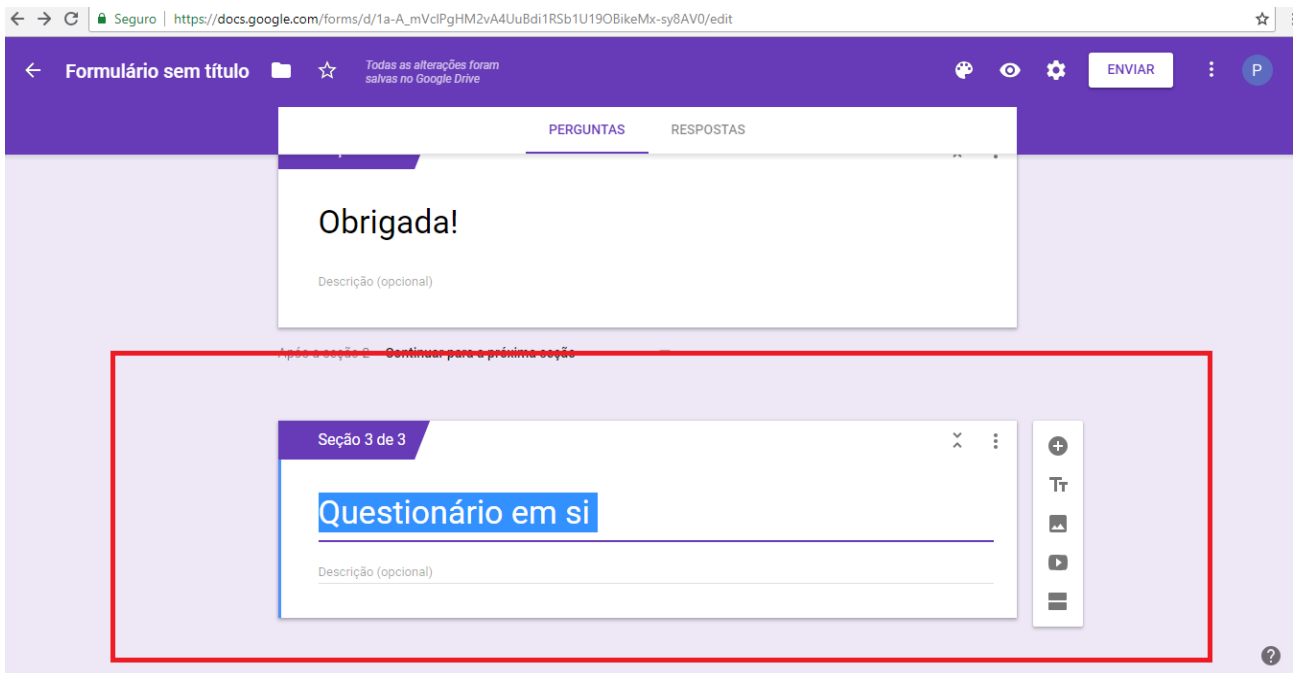 Seguro | https://docs.google.com/forms/d/1a-A_mVclPgHM2vA4UuBdi1RSb1U19OBikeMx-sy8AV0/edit
Formulário sem título
Todas as alterações foram
salvas no Google Drive
ENVIAR
P
PERGUNTAS RESPOSTAS
Obrigada!
Descrição (opcional)
Após a seção 2 Continuar para a próxima seção
Seção 3 de 3
Questionário em si
Descrição (opcional)